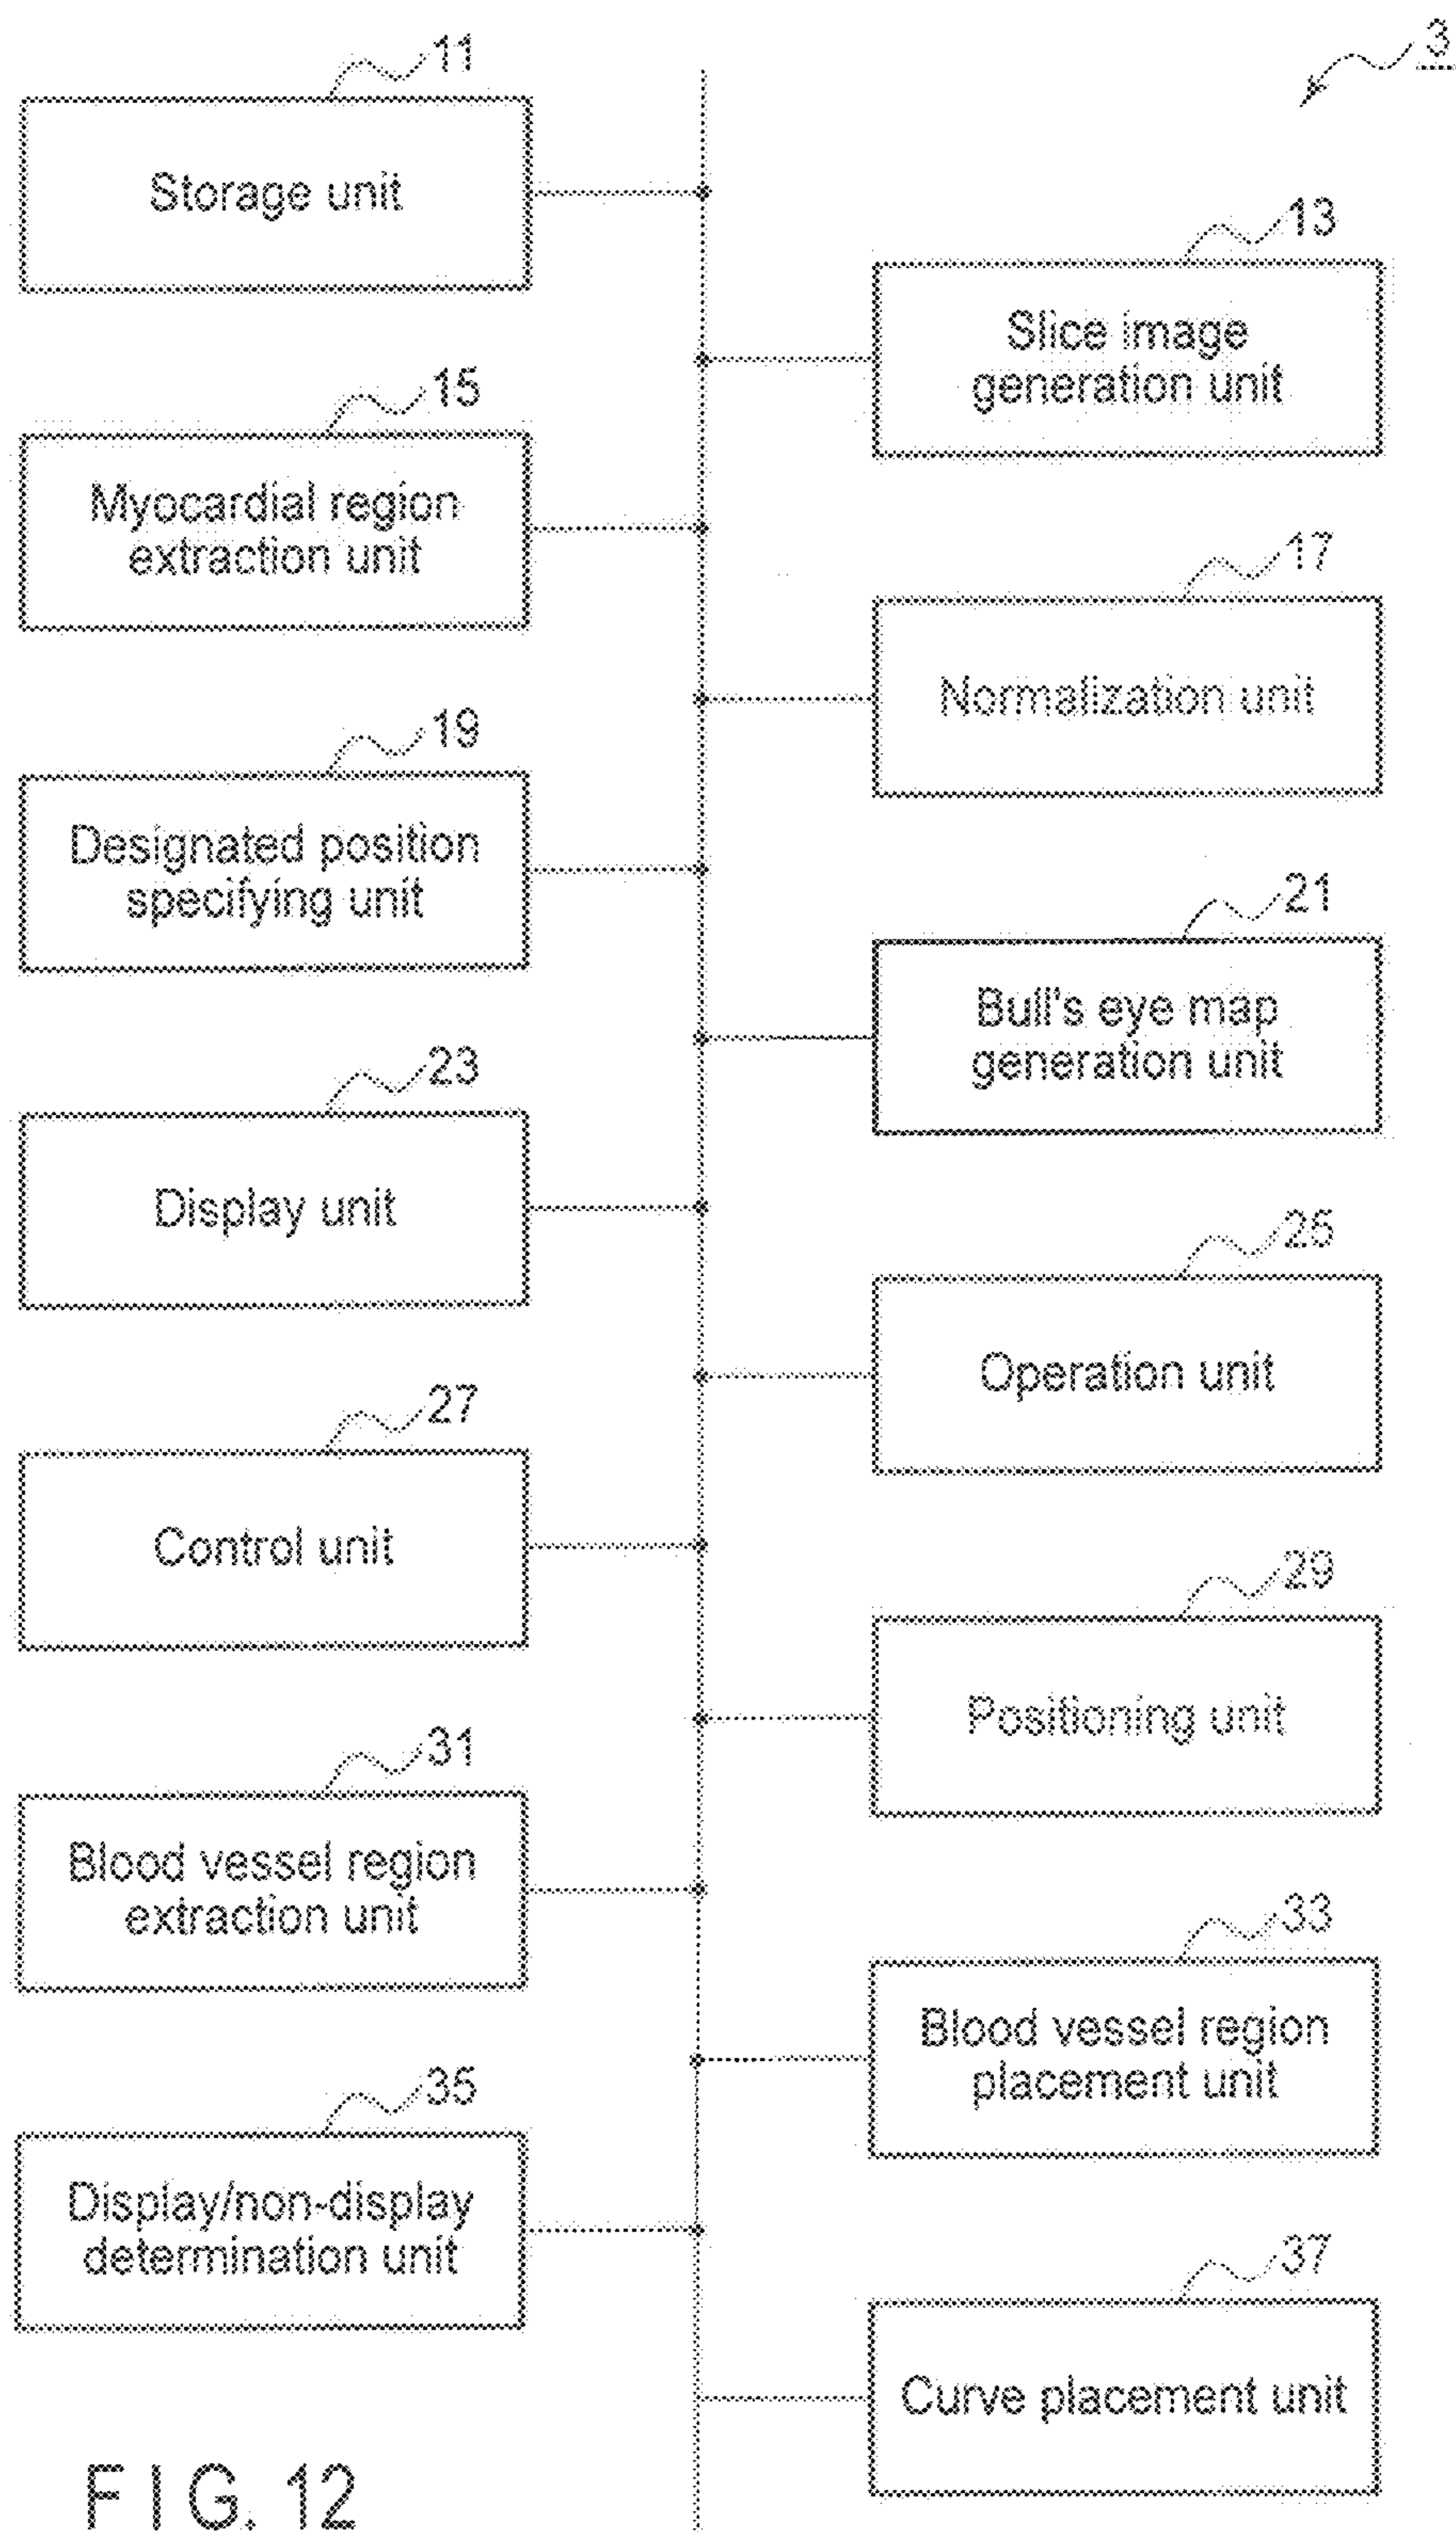 3
11
Storage unit
13
Slice image
generation unit
15
Myocardial region
extraction unit
17
Normalization unit
19
Designated position
specifying unit
21
Bull's eye map
generation unit
23
Display unit
25
Operation unit
27
Control unit
29
Positioning unit
31
Blood vessel region
extraction unit
33
Blood vessel region
placement unit
35
Display/non-display
determination unit
37
Curve placement unit
FIG. 12